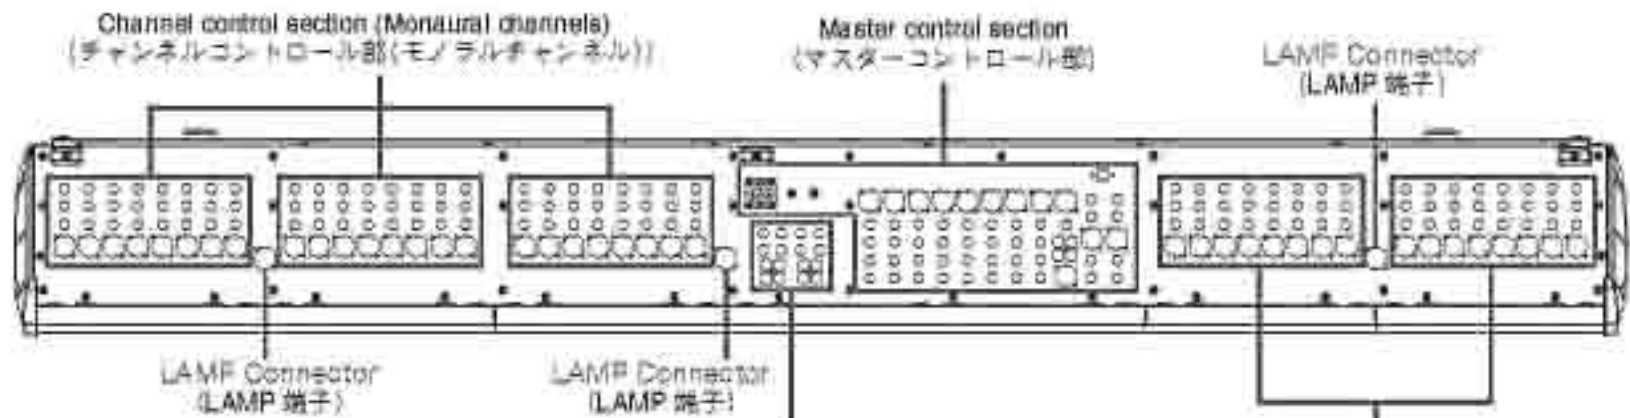 Channel control section (Monaural channels)
(チャンネルコントロール部(モノラルチャンネル))
Master control section
(マスターコントロール部)
LAMP Connector
(LAMP 端子)
LAMP Connector
(LAMP 端子)
LAMP Connector
(LAMP 端子)